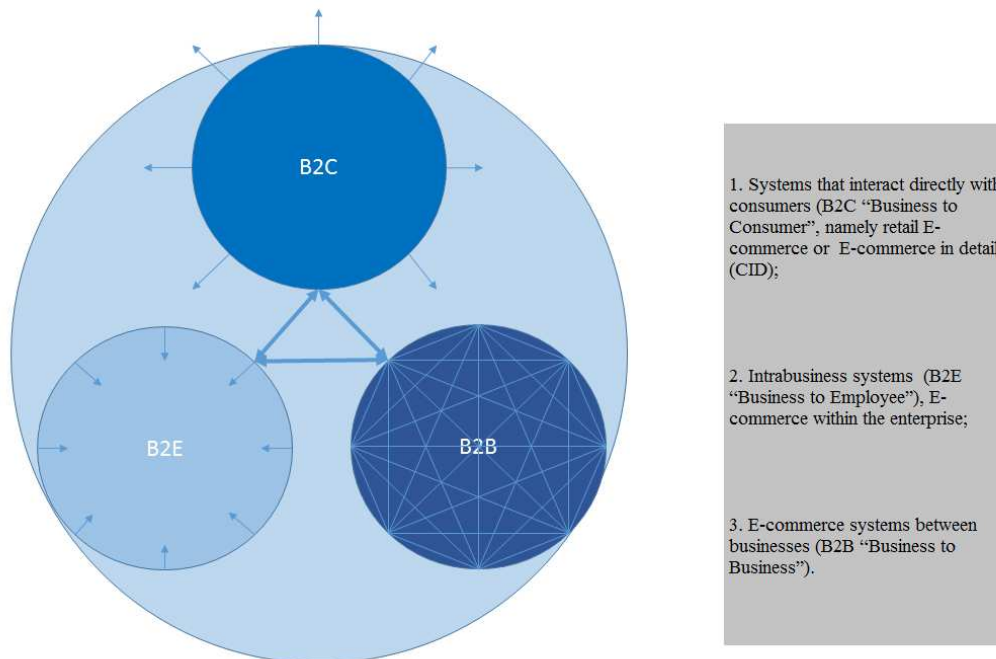 B2C
B2E
B2B
1. Systems that interact directly with
consumers (B2C “Business to
Consumer”, namely retail E-
commerce or  E-commerce in detail
(CID);
2. Intrabusiness systems  (B2E
“Business to Employee”), E-
commerce within the enterprise;
3. E-commerce systems between
businesses (B2B “Business to
Business”).